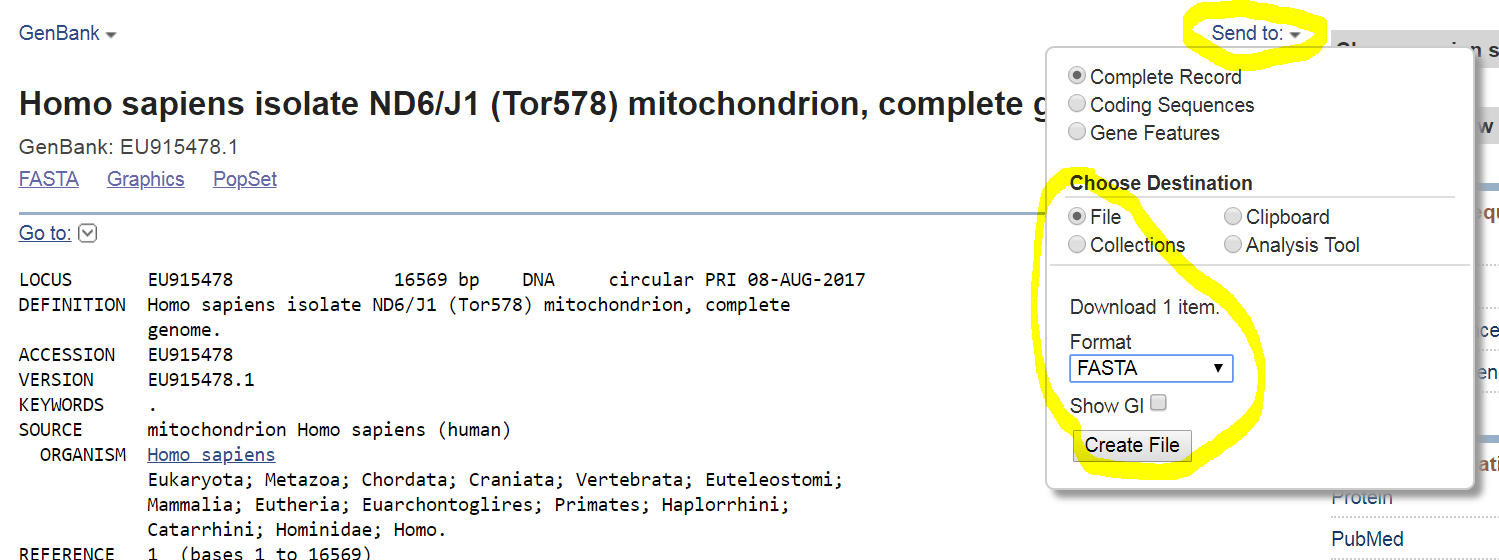 GenBank
Send to:
Homo sapiens isolate ND6/J1 (Tor578) mitochondrion, complete g
GenBank: EU915478.1
FASTA Graphics PopSet
Go to:
LOCUS EU915478 16569 bp DNA circular PRI 08-AUG-2017
DEFINITION Homo sapiens isolate ND6/J1 (Tor578) mitochondrion, complete
genome.
ACCESSION EU915478
VERSION EU915478.1
KEYWORDS .
SOURCE mitochondrion Homo sapiens (human)
ORGANISM Homo sapiens
Eukaryota; Metazoa; Chordata; Craniata; Vertebrata; Euteleostomi;
Mammalia; Eutheria; Euarchontoglires; Primates; Haplorrhini;
Catarrhini; Hominidae; Homo.
REFERENCE 1 (bases 1 to 16569)
Complete Record
Coding Sequences
Gene Features
Choose Destination
File Clipboard
Collections Analysis Tool
Download 1 item.
Format
FASTA
Show GI
Create File
Protein
PubMed